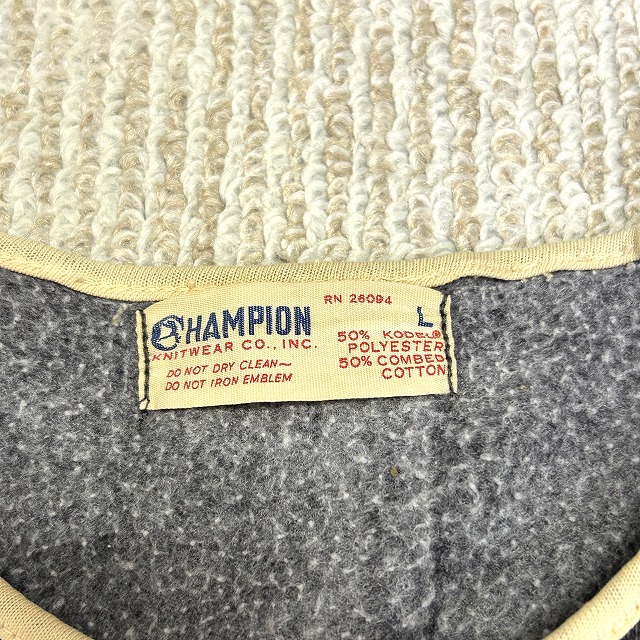 RN 26094
CHAMPION L
KNITWEAR CO., INC.
DO NOT DRY CLEAN~
DO NOT IRON EMBLEM
50% KODEL®
POLYESTER
50% COMBED
COTTON